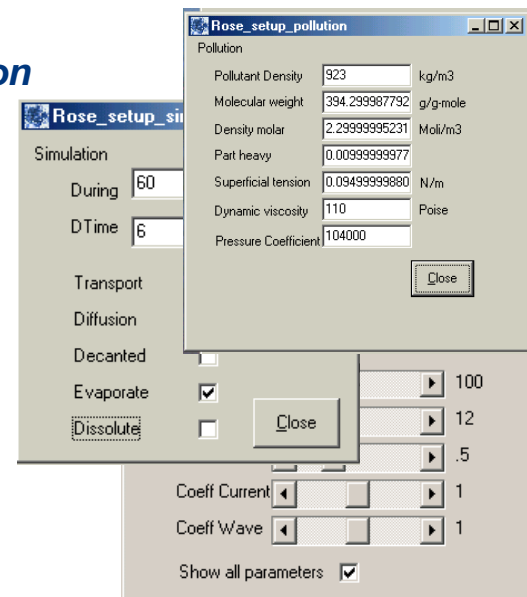 on
Rose_setup_pollution
Pollution
Pollutant Density 923 kg/m3
Molecular weight 394.299987792 g/g-mole
Density molar 2.29999995231 Moli/m3
Part heavy 0.00999999977
Superficial tension 0.09499999880 N/m
Dynamic viscosity 110 Poise
Pressure Coefficient 104000
Close
Rose_setup_si
Simulation
During 60
DTime 6
Transport
Diffusion
Decanted
Evaporate
Dissolute
Close
100
12
.5
Coeff Current 1
Coeff Wave 1
Show all parameters